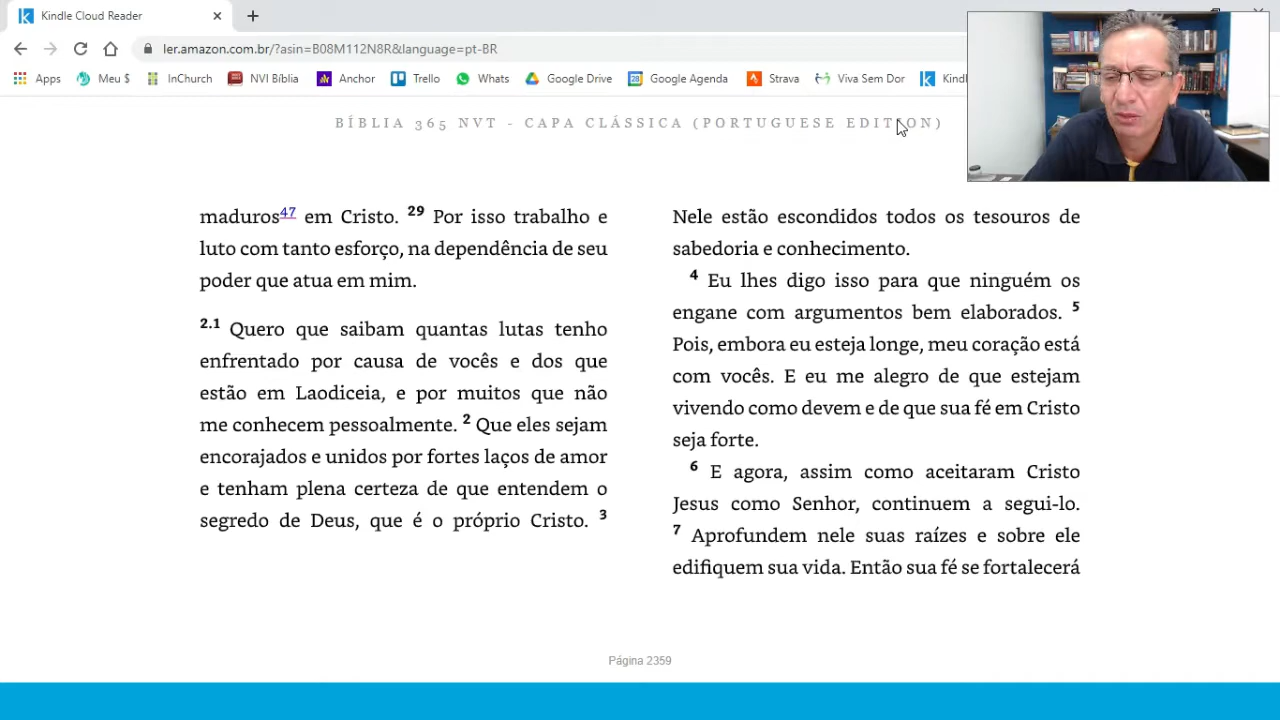 Kindle Cloud Reader
ler.amazon.com.br/?asin=B08M112N8R&language=pt-BR
Apps Meu $ InChurch NVI Bíblia Anchor Trello Whats Google Drive Google Agenda Strava Viva Sem Dor
BÍBLIA 365 NVT - CAPA CLÁSSICA (PORTUGUESE EDITION)
maduros47 em Cristo. 29 Por isso trabalho e
luto com tanto esforço, na dependência de seu
poder que atua em mim.
2.1 Quero que saibam quantas lutas tenho
enfrentado por causa de vocês e dos que
estão em Laodiceia, e por muitos que não
me conhecem pessoalmente. 2 Que eles sejam
encorajados e unidos por fortes laços de amor
e tenham plena certeza de que entendem o
segredo de Deus, que é o próprio Cristo. 3
Nele estão escondidos todos os tesouros de
sabedoria e conhecimento.
4 Eu lhes digo isso para que ninguém os
engane com argumentos bem elaborados. 5
Pois, embora eu esteja longe, meu coração está
com vocês. E eu me alegro de que estejam
vivendo como devem e de que sua fé em Cristo
seja forte.
6 E agora, assim como aceitaram Cristo
Jesus como Senhor, continuem a segui-lo.
7 Aprofundem nele suas raízes e sobre ele
edifiquem sua vida. Então sua fé se fortalecerá
Página 2359